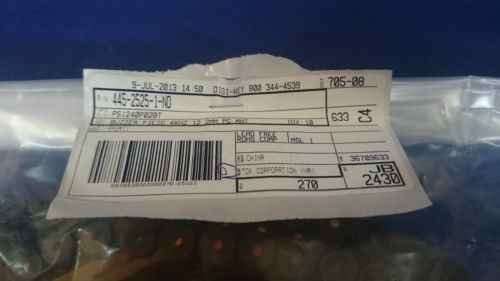 9-JUL-2013 14 50 DIGI-KEY 800 344-4539
705-08
445-2525-1-ND
PS1240P02BT
633 C4
BUZZER PIEZO 4KHZ 12.2MM PC MNT
LEAD FREE
ROHS COMP
MSL 1
CHINA
36709633
TDK CORPORATION (VA)
JB
270
2430